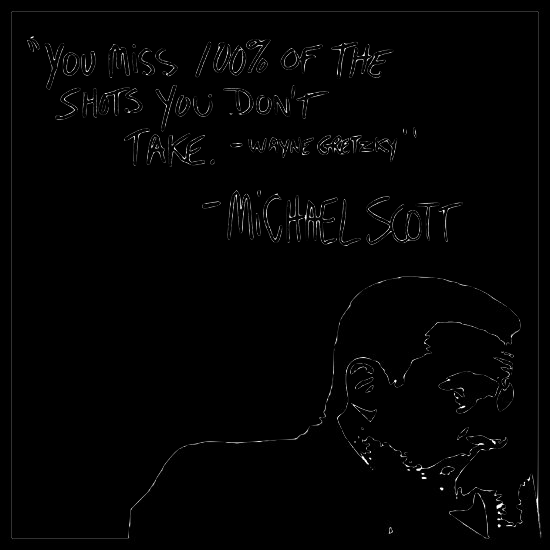 "YOU MiSS 100% OF THE
SHOTS YOU DON'T
TAKE. -WAYNE GRETZKY"
-MiCHAEL SCOTT